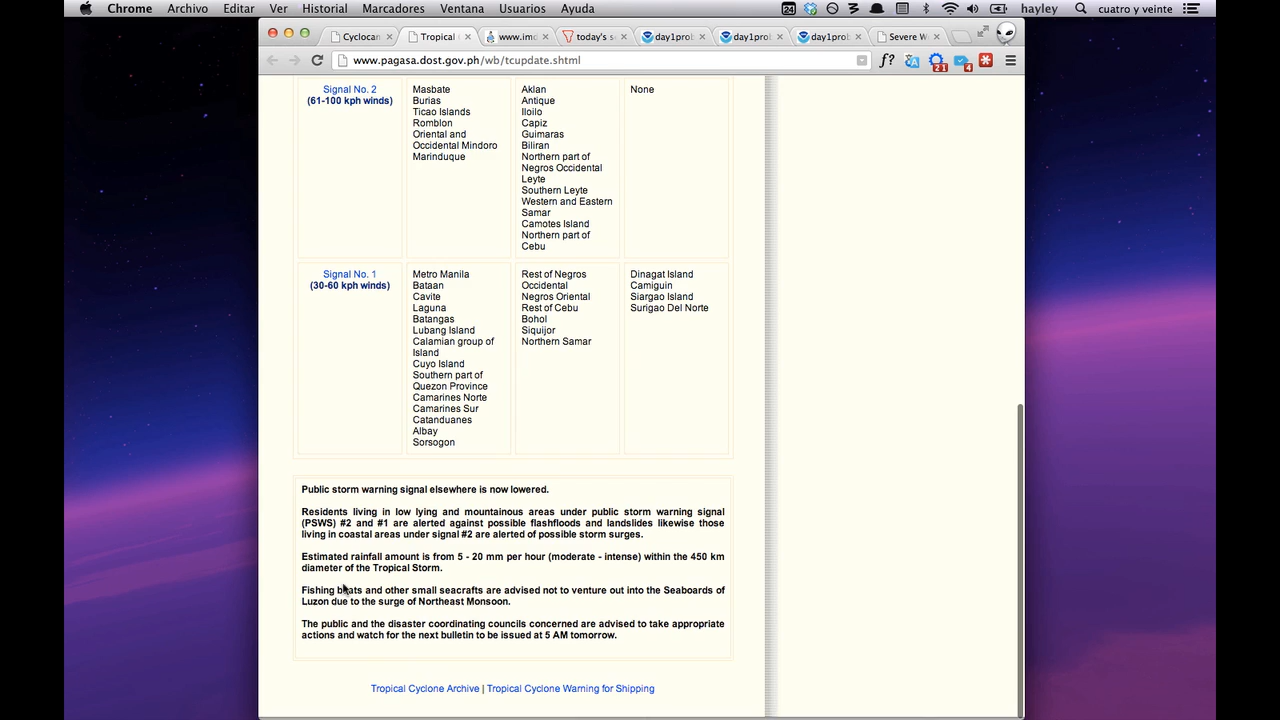 Chrome Archivo Editar Ver Historial Marcadores Ventana Usuarios Ayuda 24 hayley cuatro y veinte
Cyclocan Tropical C www.imd today's s day1prob day1prob day1prob Severe W
www.pagasa.dost.gov.ph/wb/tcupdate.shtml f? 21 4
Signal No. 2
(61-100 kph winds)
Masbate
Burias
Ticao Islands
Romblon
Oriental and
Occidental Mindoro
Marinduque
Aklan
Antique
Iloilo
Capiz
Guimaras
Biliran
Northern part of
Negros Occidental
Leyte
Southern Leyte
Western and Eastern
Samar
Camotes Island
Northern part of
Cebu
None
Signal No. 1
(30-60 kph winds)
Metro Manila
Bataan
Cavite
Laguna
Batangas
Lubang Island
Calamian group of
Island
Cuyo Island
Southern part of
Quezon Province
Camarines Norte
Camarines Sur
Catanduanes
Albay
Sorsogon
Rest of Negros
Occidental
Negros Oriental
Rest of Cebu
Bohol
Siquijor
Northern Samar
Dinagat Island
Camiguin
Siargao Island
Surigao Del Norte
Public storm warning signal elsewhere is now lowered.
living in low lying and mountainous areas under public storm warning signal
and #1 are alerted against possible flashfloods and landslides likewise those
areas under signal #2 are alerted of possible storm surges.
Estimated rainfall amount is from 5 - 20 mm per hour (moderate - intense) within the 450 km
the Tropical Storm.
Fishing boats and other small seacrafts are advised not to venture out into the Seaboards of
Luzon due to the surge of Northeast Monsoon.
The public and the disaster coordinating councils concerned are advised to take appropriate
actions and watch for the next bulletin to be issued at 5 AM tomorrow.
Tropical Cyclone Archive | Tropical Cyclone Warning for Shipping